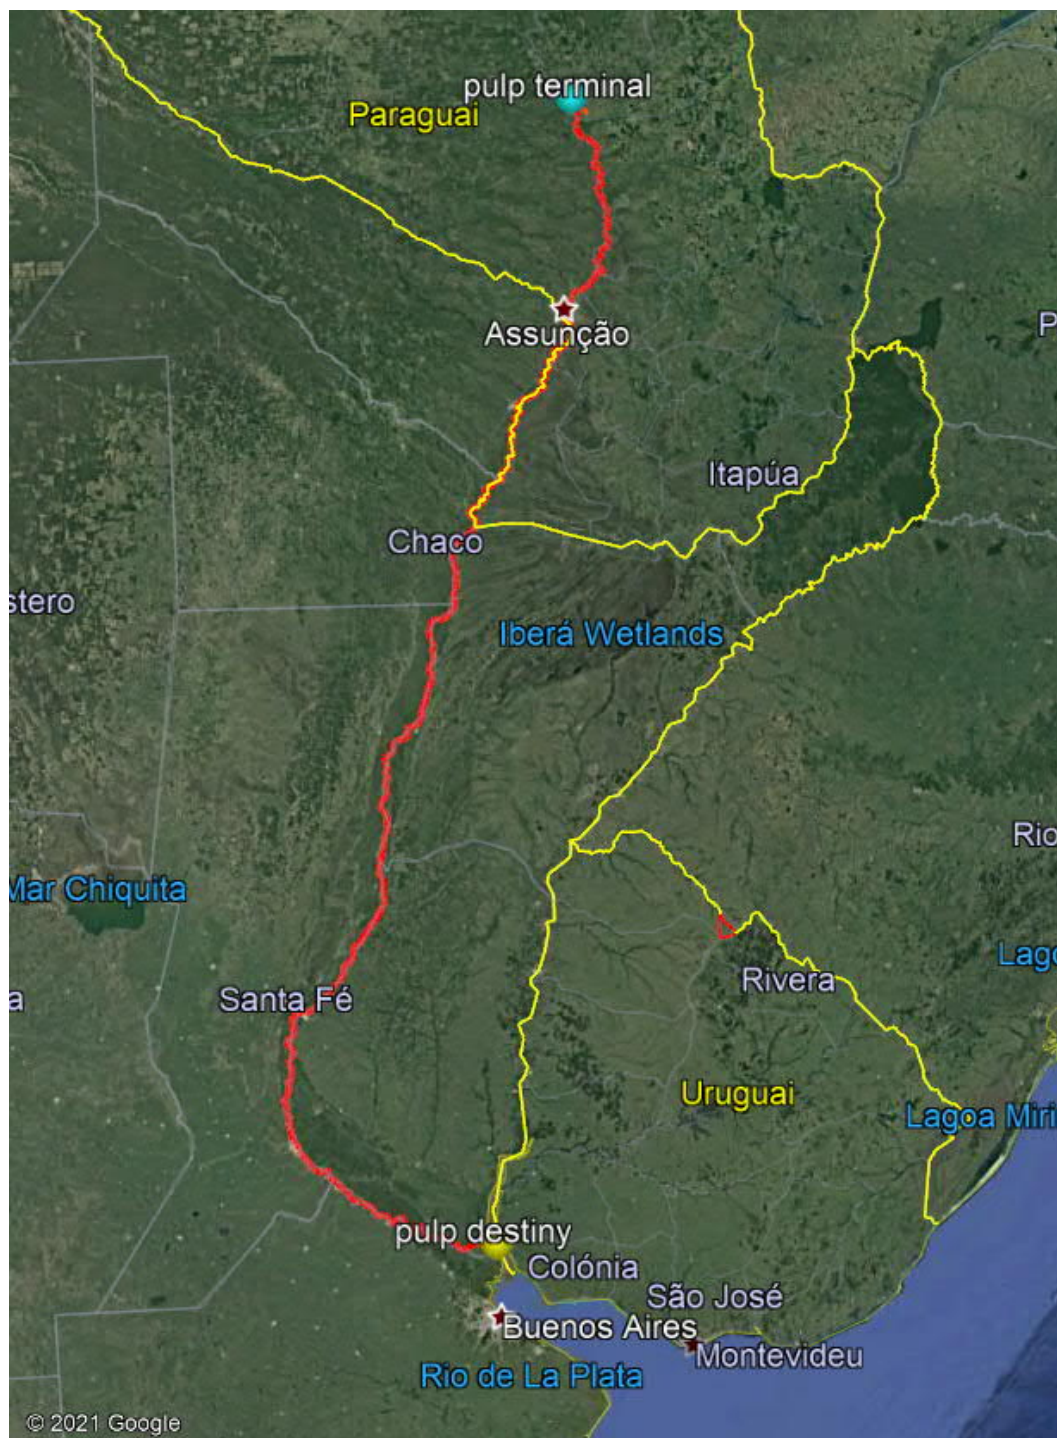 pulp terminal
Paraguai
P
Assunção
Itapúa
Chaco
stero
Iberá Wetlands
Rio
Mar Chiquita
Lago
Rivera
a
Santa Fé
Uruguai
Lagoa Miri
pulp destiny
Colónia
São José
Buenos Aires
Montevideu
Rio de La Plata
© 2021 Google